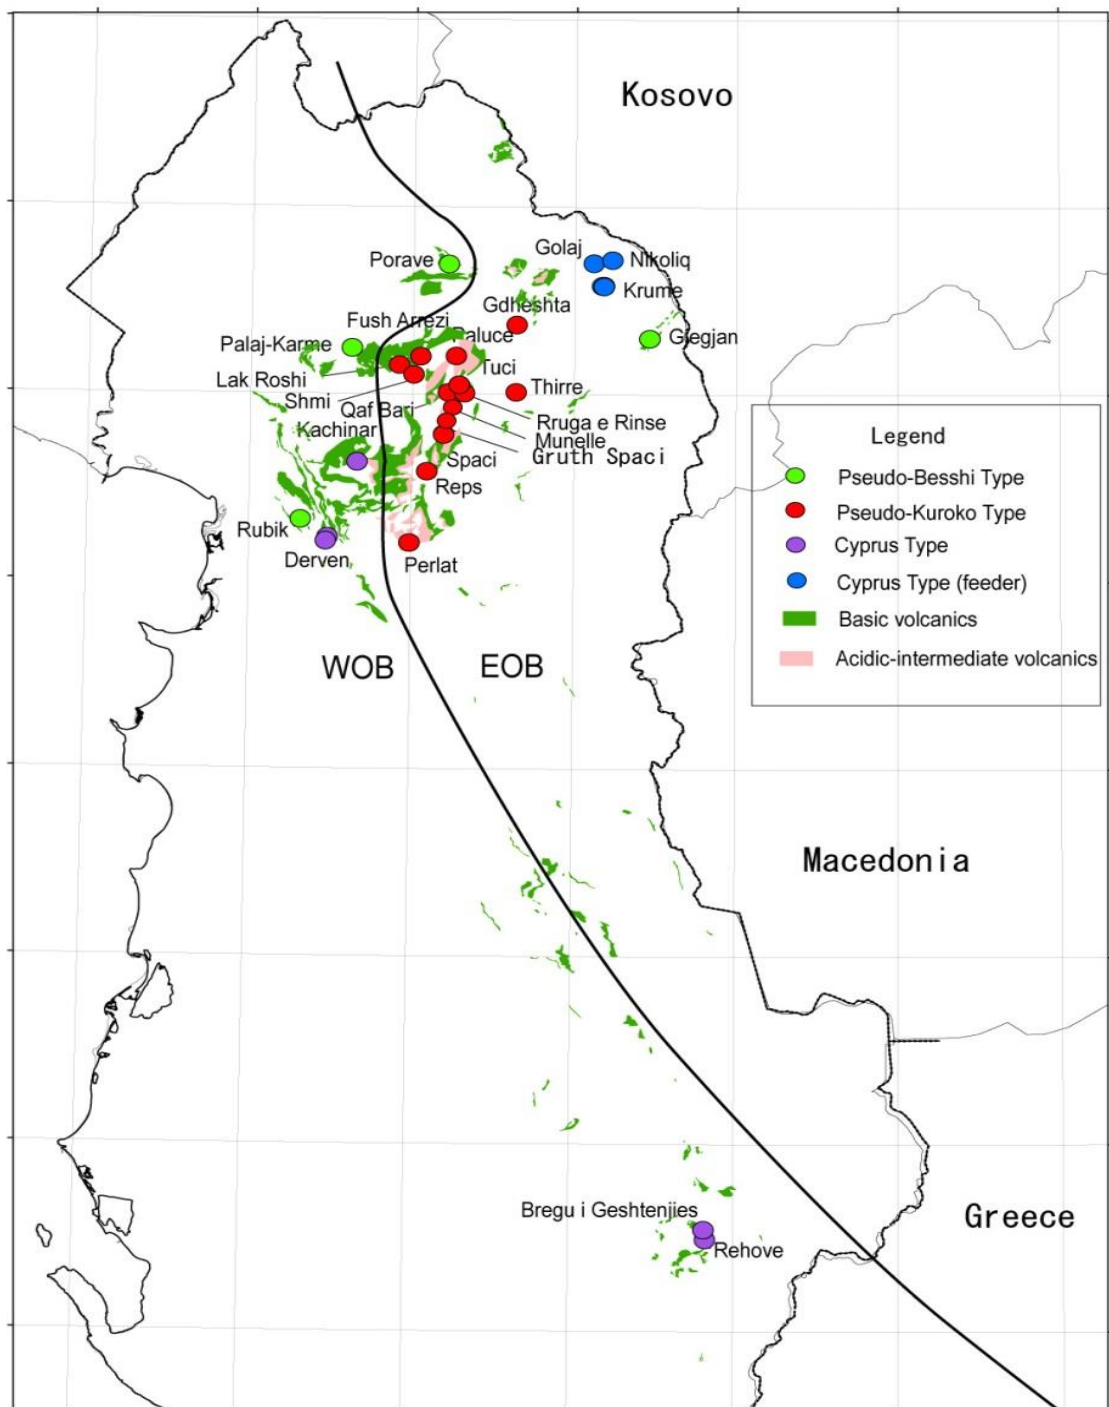 Kosovo
Golaj
Nikoliq
Porave
Krume
Gdheshta
Fush Arrezi
Paluce
Gjegjan
Palaj-Karme
Tuci
Lak Roshi
Thirre
Shmi
Qaf Bari
Rruga e Rinse
Kachinar
Munelle
Gruth Spaci
Spaci
Reps
Rubik
Derven
Perlat
WOB
EOB
Legend
Pseudo-Besshi Type
Pseudo-Kuroko Type
Cyprus Type
Cyprus Type (feeder)
Basic volcanics
Acidic-intermediate volcanics
Macedonia
Bregu i Geshtenjies
Rehove
Greece